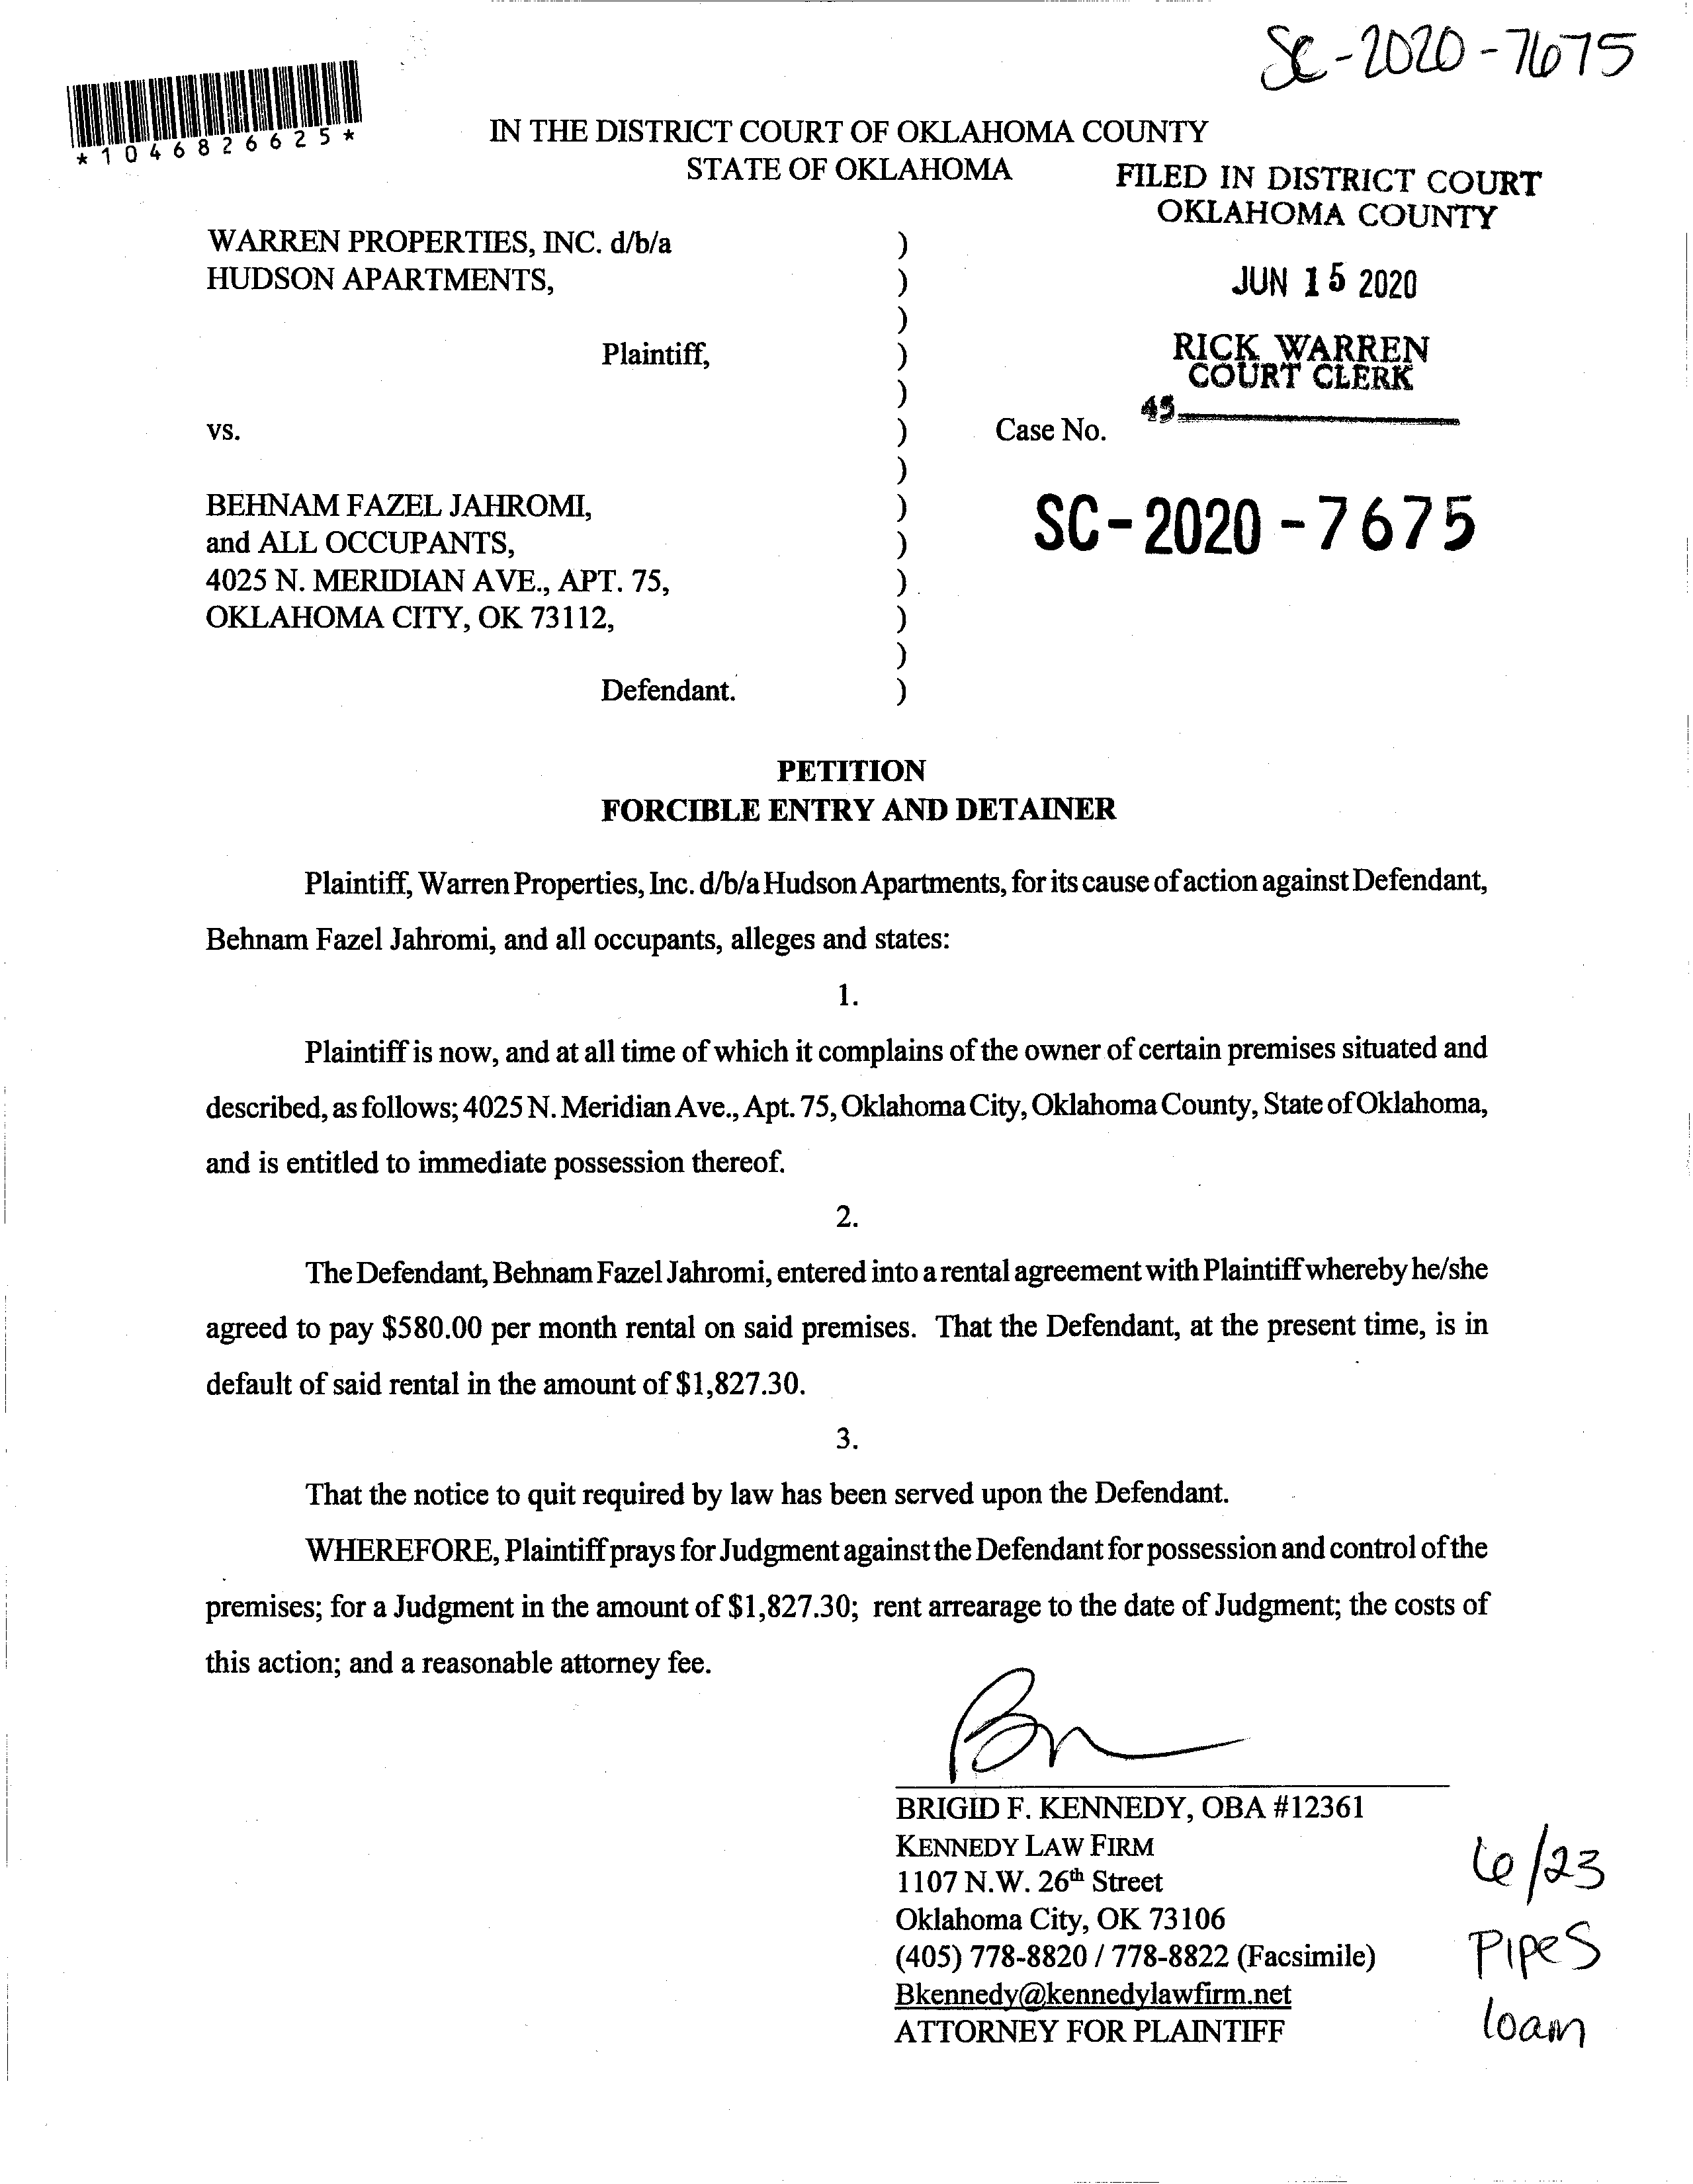 SC-2020-7675
*1046826625*
IN THE DISTRICT COURT OF OKLAHOMA COUNTY
STATE OF OKLAHOMA
FILED IN DISTRICT COURT
OKLAHOMA COUNTY
WARREN PROPERTIES, INC. d/b/a )
HUDSON APARTMENTS, )
JUN 15 2020
)
Plaintiff, )
RICK WARREN
COURT CLERK
)
45
vs. ) Case No.
)
BEHNAM FAZEL JAHROMI, )
SC-2020-7675
and ALL OCCUPANTS, )
4025 N. MERIDIAN AVE., APT. 75, )
OKLAHOMA CITY, OK 73112, )
)
Defendant. )
PETITION
FORCIBLE ENTRY AND DETAINER
Plaintiff, Warren Properties, Inc. d/b/a Hudson Apartments, for its cause of action against Defendant,
Behnam Fazel Jahromi, and all occupants, alleges and states:
1.
Plaintiff is now, and at all time of which it complains of the owner of certain premises situated and
described, as follows; 4025 N. Meridian Ave., Apt. 75, Oklahoma City, Oklahoma County, State of Oklahoma,
and is entitled to immediate possession thereof.
2.
The Defendant, Behnam Fazel Jahromi, entered into a rental agreement with Plaintiff whereby he/she
agreed to pay $580.00 per month rental on said premises. That the Defendant, at the present time, is in
default of said rental in the amount of $1,827.30.
3.
That the notice to quit required by law has been served upon the Defendant.
WHEREFORE, Plaintiff prays for Judgment against the Defendant for possession and control of the
premises; for a Judgment in the amount of $1,827.30; rent arrearage to the date of Judgment; the costs of
this action; and a reasonable attorney fee.
BRIGID F. KENNEDY, OBA #12361
KENNEDY LAW FIRM
1107 N.W. 26th Street
Oklahoma City, OK 73106
(405) 778-8820 / 778-8822 (Facsimile)
Bkennedy@kennedylawfirm.net
ATTORNEY FOR PLAINTIFF
6/23
Pipes
10am